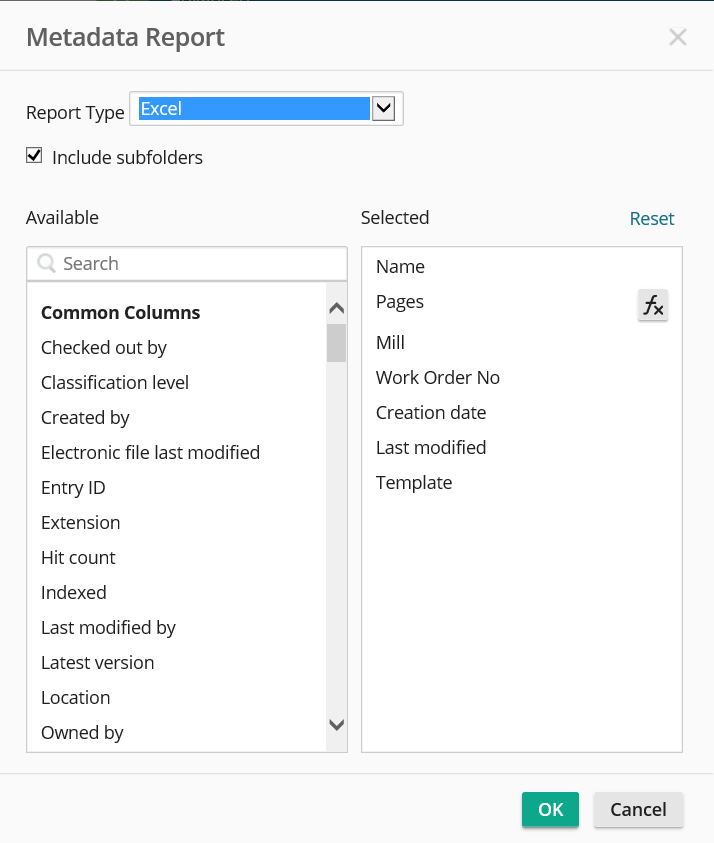 Metadata Report
Report Type Excel
Include subfolders
Available
Selected
Reset
Search
Common Columns
Checked out by
Classification level
Created by
Electronic file last modified
Entry ID
Extension
Hit count
Indexed
Last modified by
Latest version
Location
Owned by
Name
Pages
fx
Mill
Work Order No
Creation date
Last modified
Template
OK
Cancel